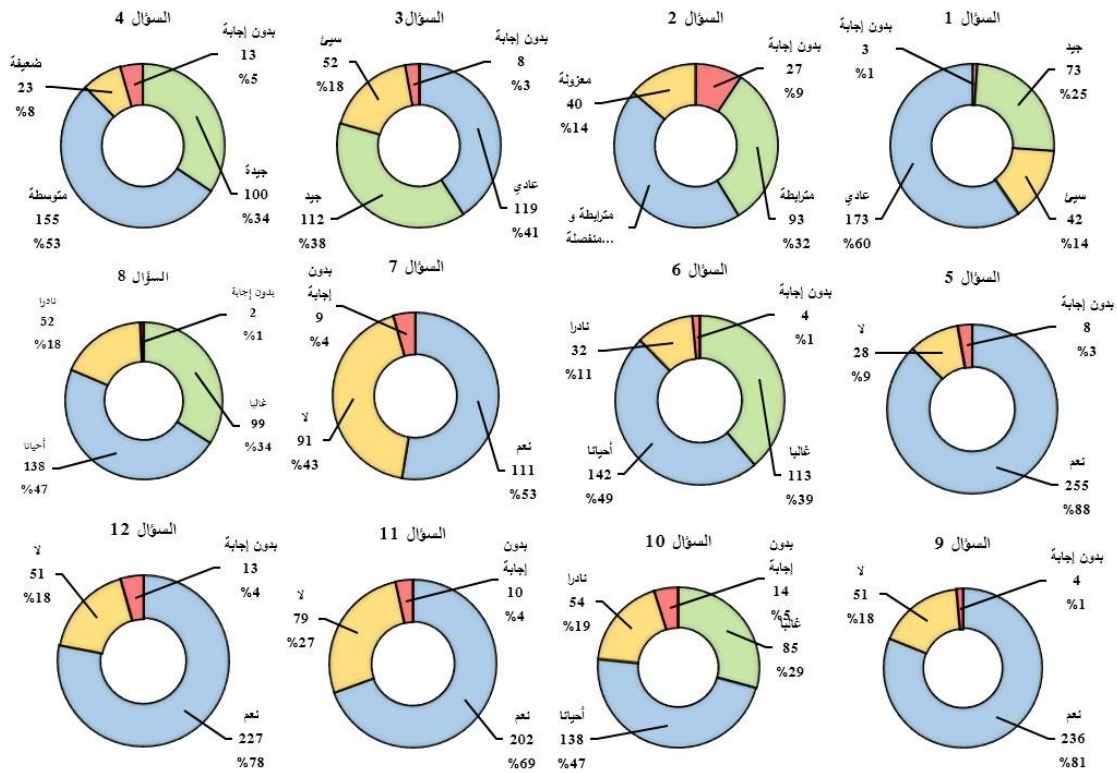 السؤال 1
بدون إجابة
3
%1
جيد
73
%25
سيئ
42
%14
عادي
173
%60
السؤال 2
بدون إجابة
27
%9
مترابطة
93
%32
مترابطة و
منفصلة...
معزولة
40
%14
السؤال3
بدون إجابة
8
%3
عادي
119
%41
جيد
112
%38
سيئ
52
%18
السؤال 4
بدون إجابة
13
%5
جيدة
100
%34
متوسطة
155
%53
ضعيفة
23
%8
السؤال 5
بدون إجابة
8
%3
نعم
255
%88
لا
28
%9
السؤال 6
بدون إجابة
4
%1
غالبا
113
%39
أحيانا
142
%49
نادرا
32
%11
السؤال 7
بدون
إجابة
9
%4
نعم
111
%53
لا
91
%43
السؤال 8
بدون إجابة
2
%1
غالبا
99
%34
أحيانا
138
%47
نادرا
52
%18
السؤال 9
بدون إجابة
4
%1
نعم
236
%81
لا
51
%18
السؤال 10
بدون
إجابة
14
%5
غالبا
85
%29
أحيانا
138
%47
نادرا
54
%19
السؤال 11
بدون
إجابة
10
%4
نعم
202
%69
لا
79
%27
السؤال 12
بدون إجابة
13
%4
نعم
227
%78
لا
51
%18